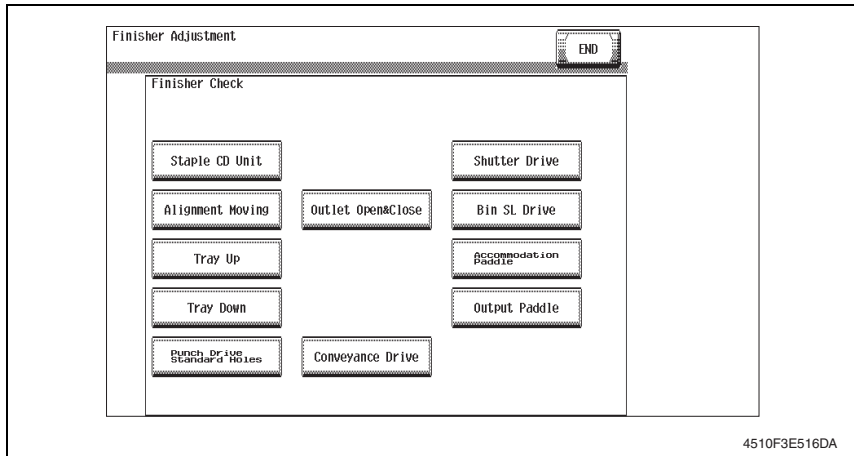 Finisher Adjustment
END
Finisher Check
Staple CD Unit
Shutter Drive
Alignment Moving
Outlet Open&Close
Bin SL Drive
Tray Up
Accommodation
Paddle
Tray Down
Output Paddle
Punch Drive
Standard Holes
Conveyance Drive
4510F3E516DA